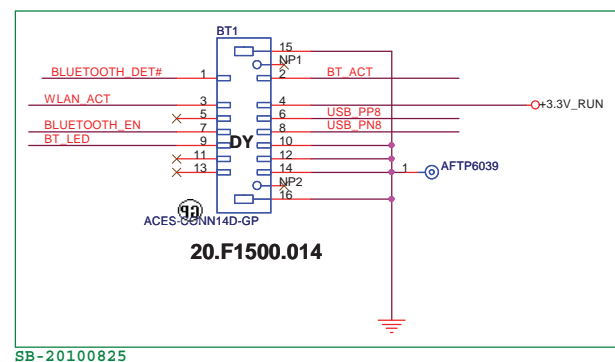 BT1
15
NP1
BLUETOOTH_DET# 1 2 BT_ACT
WLAN_ACT 3 4 +3.3V_RUN
5 6 USB_PP8
BLUETOOTH_EN 7 8 USB_PN8
BT_LED 9 DY 10
11 12
13 14 1 AFTP6039
NP2
16
GP
ACES-CONN14D-GP
20.F1500.014
SB-20100825